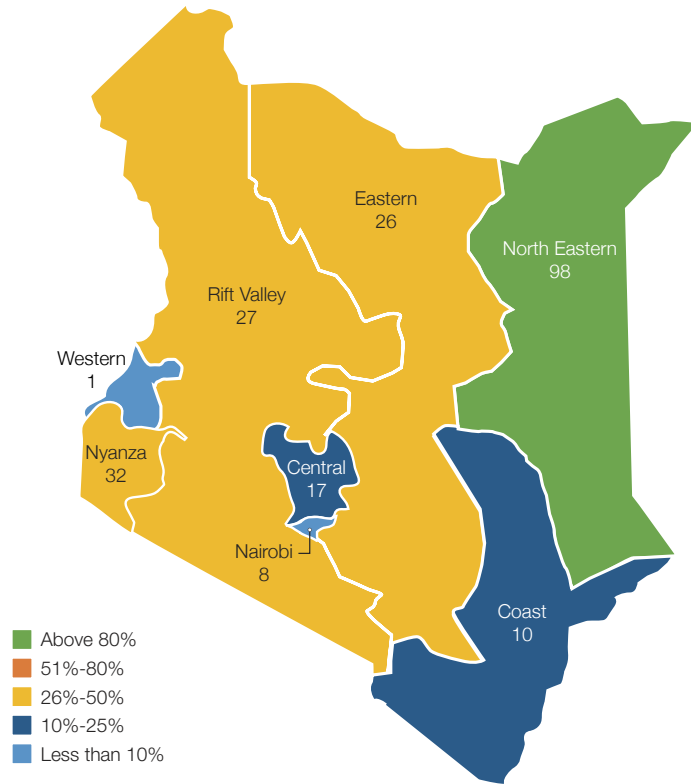 Eastern
26
North Eastern
98
Rift Valley
27
Western
1
Nyanza
32
Central
17
Nairobi
8
Coast
10
Above 80%
51%-80%
26%-50%
10%-25%
Less than 10%